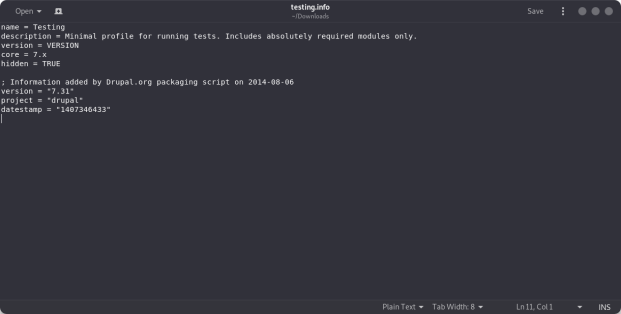 Open
testing.info
~/Downloads
Save
name = Testing
description = Minimal profile for running tests. Includes absolutely required modules only.
version = VERSION
core = 7.x
hidden = TRUE
; Information added by Drupal.org packaging script on 2014-08-06
version = "7.31"
project = "drupal"
datestamp = "1407346433"
Plain Text Tab Width: 8 Ln 11, Col 1 INS